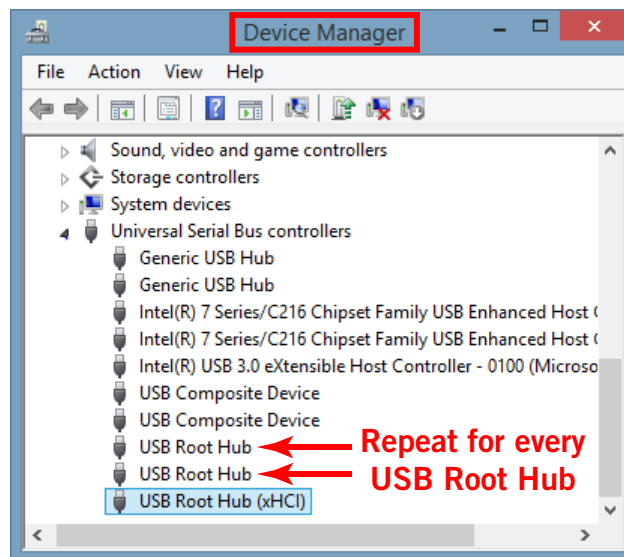 Device Manager
File Action View Help
Sound, video and game controllers
Storage controllers
System devices
Universal Serial Bus controllers
Generic USB Hub
Generic USB Hub
Intel(R) 7 Series/C216 Chipset Family USB Enhanced Host
Intel(R) 7 Series/C216 Chipset Family USB Enhanced Host
Intel(R) USB 3.0 eXtensible Host Controller - 0100 (Microso
USB Composite Device
USB Composite Device
USB Root Hub
USB Root Hub
USB Root Hub (xHCI)
Repeat for every
USB Root Hub